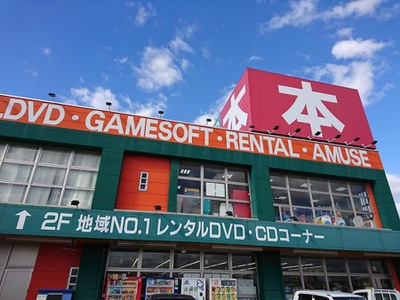 本
DVD・GAMESOFT・RENTAL・AMUSE
↑ 2F 地域NO.1 レンタルDVD・CDコーナー